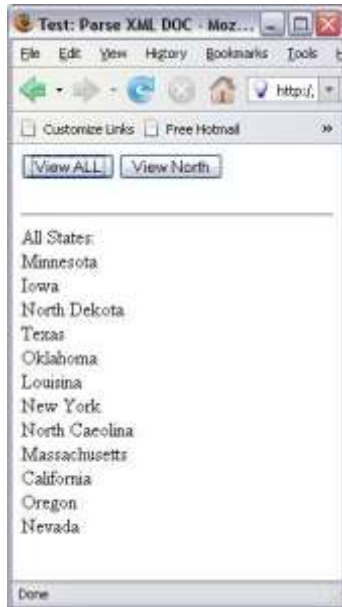 Test: Parse XML DOC - Moz...
File Edit View History Bookmarks Tools
http:/,
Customize Links Free Hotmail »
View ALL View North
All States:
Minnesota
Iowa
North Dekota
Texas
Oklahoma
Louisina
New York
North Caeolina
Massachusetts
California
Oregon
Nevada
Done